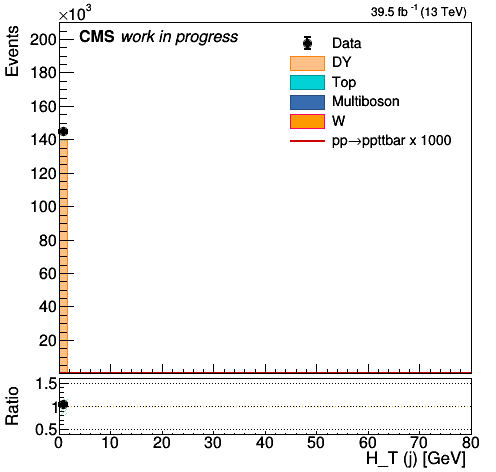 ×10³
39.5 fb⁻¹ (13 TeV)
Events
CMS work in progress
Data
DY
Top
Multiboson
W
pp→ppttbar x 1000
200
180
160
140
120
100
80
60
40
20
Ratio
1.5
1
0.5
0 10 20 30 40 50 60 70 80
H_T (j) [GeV]